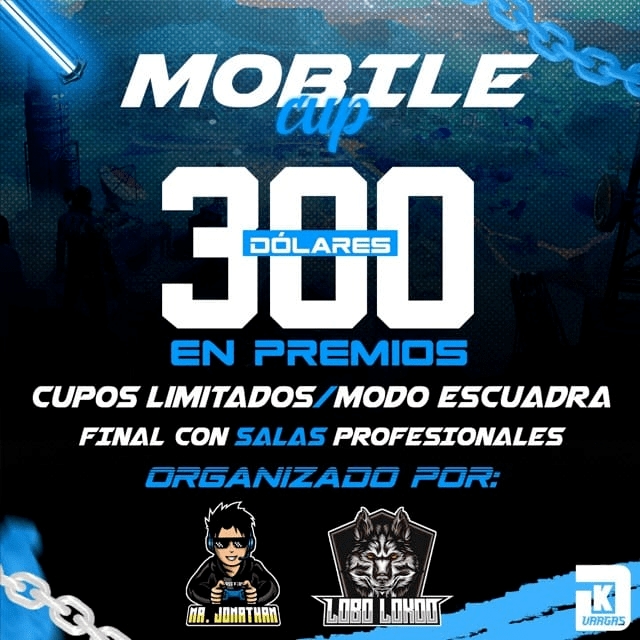 MOBILE
cup
300
DÓLARES
EN PREMIOS
CUPOS LIMITADOS/MODO ESCUADRA
FINAL CON SALAS PROFESIONALES
ORGANIZADO POR:
MR. JONATHAN
LOBO LOKOO
K
VARGAS